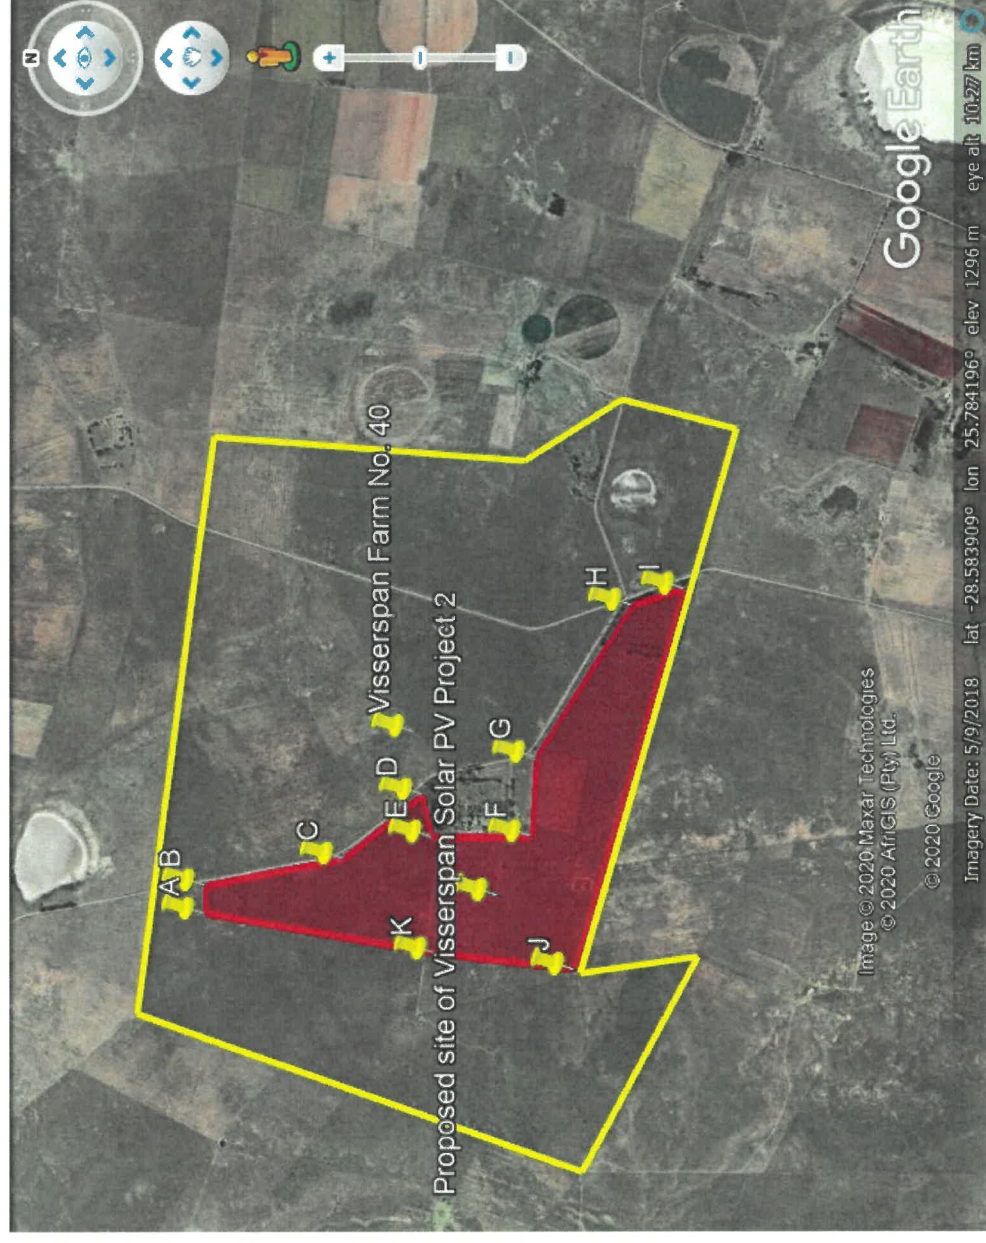 N
A
B
C
Visserspan Farm No. 40
D
E
Proposed site of Visserspan Solar PV Project 2
K
G
F
H
J
I
Image © 2020 Maxar Technologies
© 2020 AfriGIS (Pty) Ltd.
© 2020 Google
Google Earth
Imagery Date: 5/9/2018 lat -28.583909° lon 25.784196° elev 1296 m eye alt 10.27 km